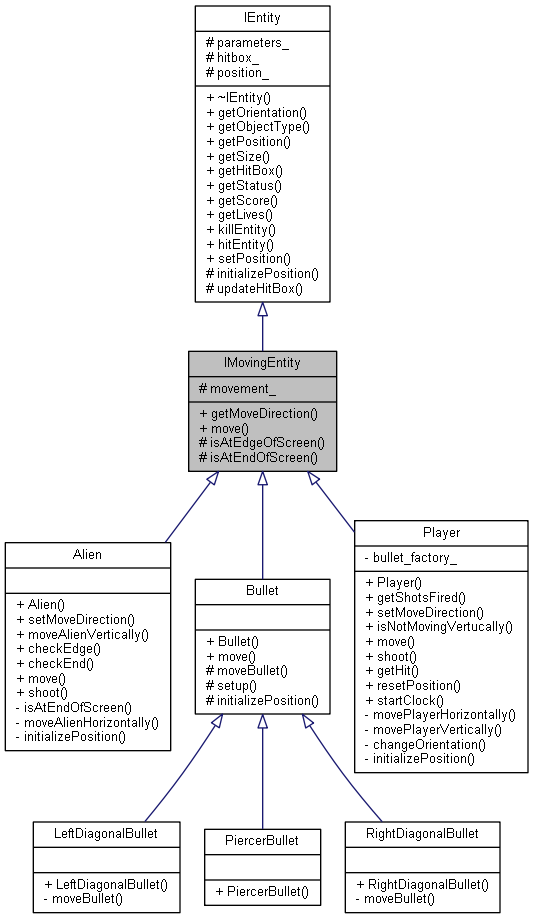 IEntity
# parameters_
# hitbox_
# position_
+ ~IEntity()
+ getOrientation()
+ getObjectType()
+ getPosition()
+ getSize()
+ getHitBox()
+ getStatus()
+ getScore()
+ getLives()
+ killEntity()
+ hitEntity()
+ setPosition()
# initializePosition()
# updateHitBox()
IMovingEntity
# movement_
+ getMoveDirection()
+ move()
# isAtEdgeOfScreen()
# isAtEndOfScreen()
Alien
+ Alien()
+ setMoveDirection()
+ moveAlienVertically()
+ checkEdge()
+ checkEnd()
+ move()
+ shoot()
- isAtEndOfScreen()
- moveAlienHorizontally()
- initializePosition()
Bullet
+ Bullet()
+ move()
# moveBullet()
# setup()
# initializePosition()
Player
- bullet_factory_
+ Player()
+ getShotsFired()
+ setMoveDirection()
+ isNotMovingVertucally()
+ move()
+ shoot()
+ getHit()
+ resetPosition()
+ startClock()
- movePlayerHorizontally()
- movePlayerVertically()
- changeOrientation()
- initializePosition()
LeftDiagonalBullet
+ LeftDiagonalBullet()
- moveBullet()
PiercerBullet
+ PiercerBullet()
RightDiagonalBullet
+ RightDiagonalBullet()
- moveBullet()